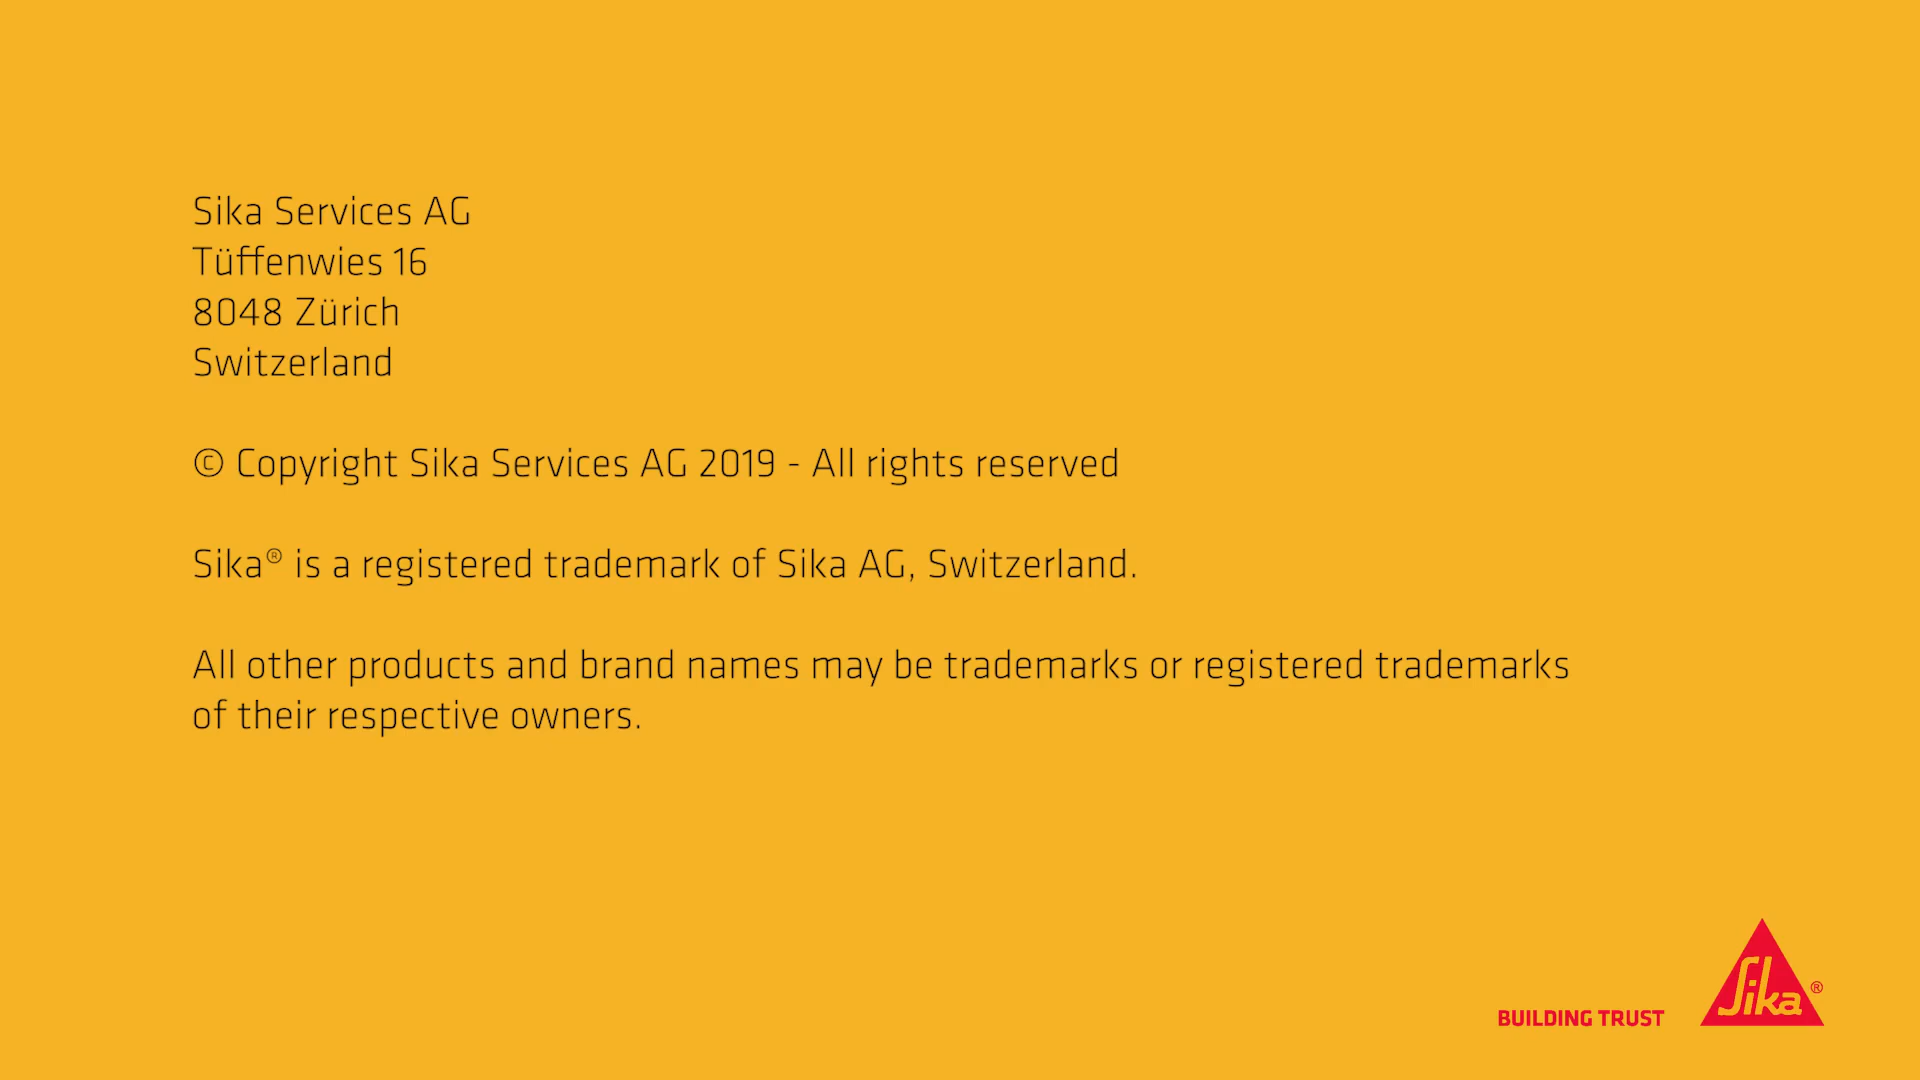 Sika Services AG
Tüffenwies 16
8048 Zürich
Switzerland
© Copyright Sika Services AG 2019 - All rights reserved
Sika® is a registered trademark of Sika AG, Switzerland.
All other products and brand names may be trademarks or registered trademarks
of their respective owners.
BUILDING TRUST
Sika®